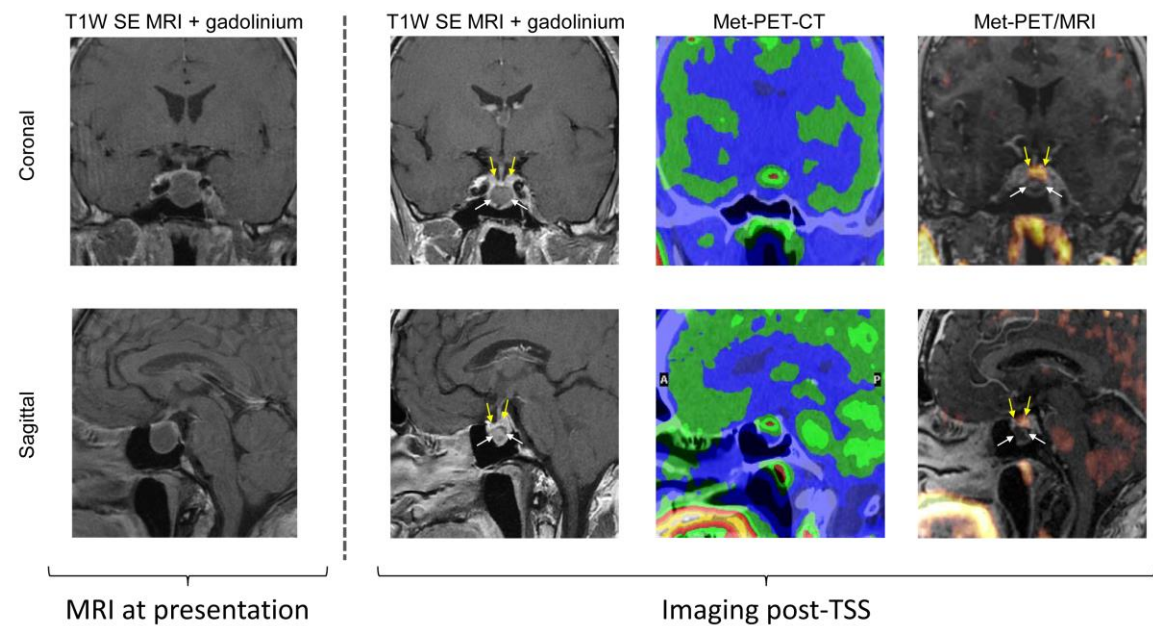 T1W SE MRI + gadolinium
T1W SE MRI + gadolinium
Met-PET-CT
Met-PET/MRI
Coronal
Sagittal
A
P
MRI at presentation
Imaging post-TSS